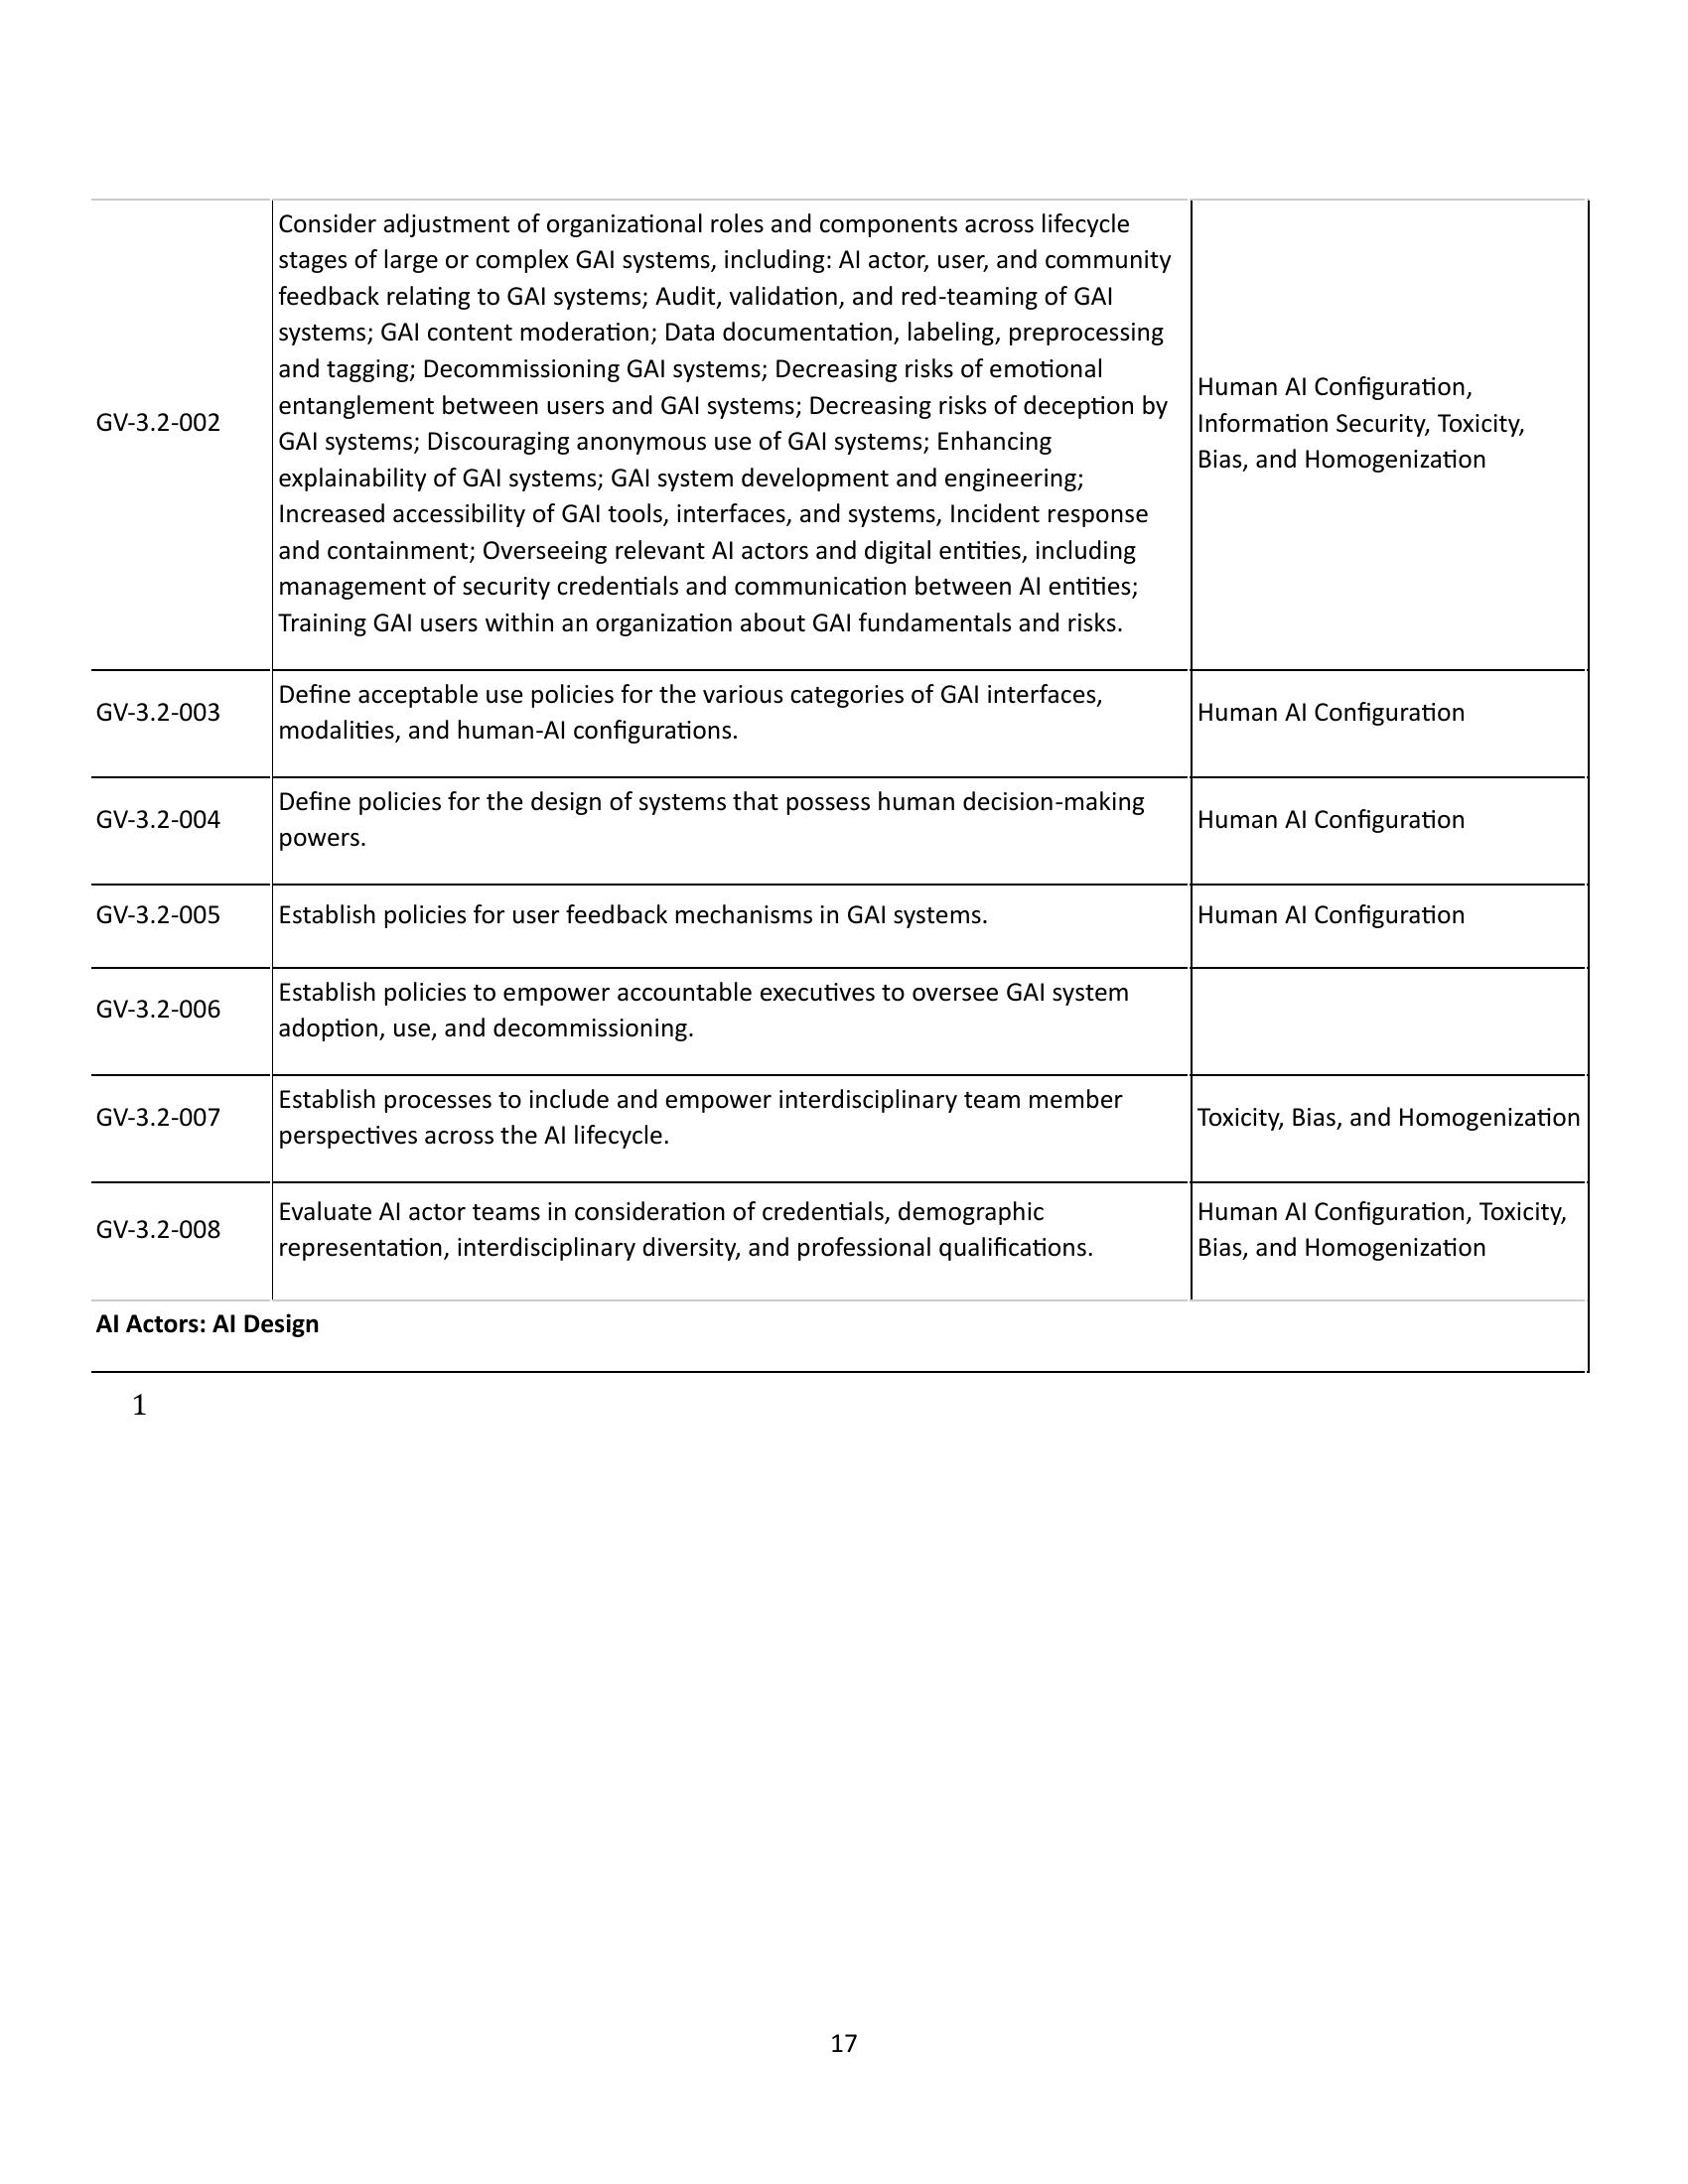 GV-3.2-002
Consider adjustment of organizational roles and components across lifecycle
stages of large or complex GAI systems, including: AI actor, user, and community
feedback relating to GAI systems; Audit, validation, and red-teaming of GAI
systems; GAI content moderation; Data documentation, labeling, preprocessing
and tagging; Decommissioning GAI systems; Decreasing risks of emotional
entanglement between users and GAI systems; Decreasing risks of deception by
GAI systems; Discouraging anonymous use of GAI systems; Enhancing
explainability of GAI systems; GAI system development and engineering;
Increased accessibility of GAI tools, interfaces, and systems, Incident response
and containment; Overseeing relevant AI actors and digital entities, including
management of security credentials and communication between AI entities;
Training GAI users within an organization about GAI fundamentals and risks.
Human AI Configuration,
Information Security, Toxicity,
Bias, and Homogenization
GV-3.2-003
Define acceptable use policies for the various categories of GAI interfaces,
modalities, and human-AI configurations.
Human AI Configuration
GV-3.2-004
Define policies for the design of systems that possess human decision-making
powers.
Human AI Configuration
GV-3.2-005
Establish policies for user feedback mechanisms in GAI systems.
Human AI Configuration
GV-3.2-006
Establish policies to empower accountable executives to oversee GAI system
adoption, use, and decommissioning.
GV-3.2-007
Establish processes to include and empower interdisciplinary team member
perspectives across the AI lifecycle.
Toxicity, Bias, and Homogenization
GV-3.2-008
Evaluate AI actor teams in consideration of credentials, demographic
representation, interdisciplinary diversity, and professional qualifications.
Human AI Configuration, Toxicity,
Bias, and Homogenization
AI Actors: AI Design
1
17